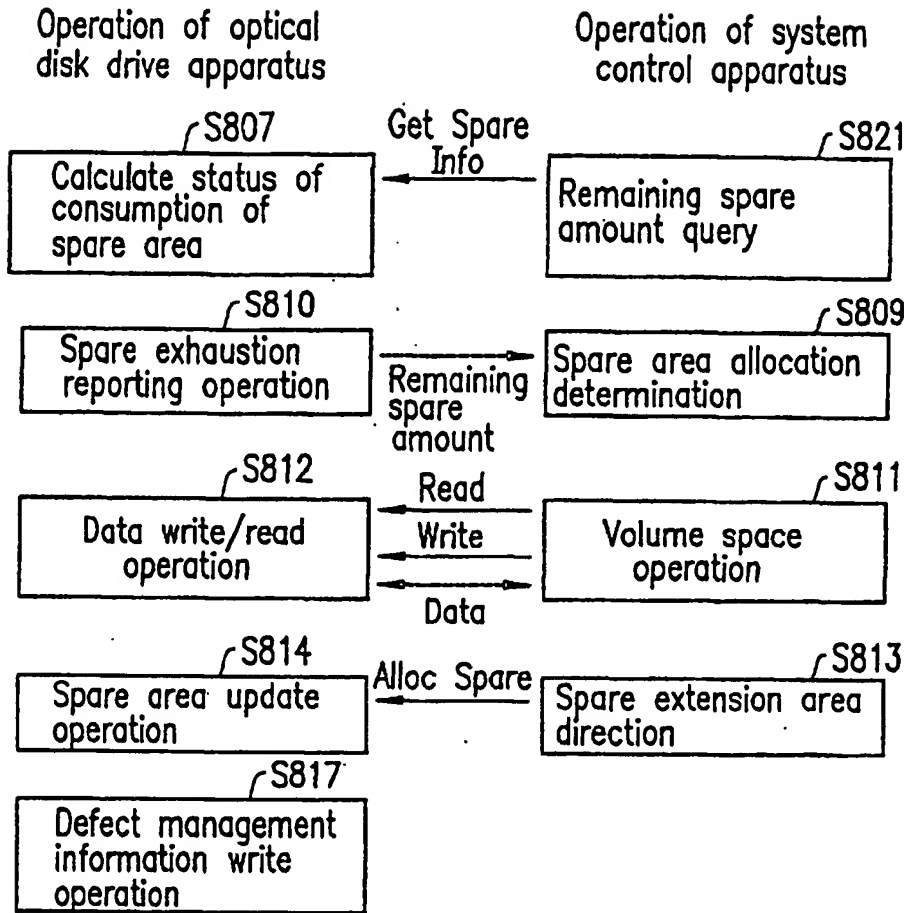 Operation of optical
disk drive apparatus
Operation of system
control apparatus
S807
Calculate status of
consumption of
spare area
Get Spare
Info
S821
Remaining spare
amount query
S810
Spare exhaustion
reporting operation
Remaining
spare
amount
S809
Spare area allocation
determination
S812
Data write/read
operation
Read
Write
Data
S811
Volume space
operation
S814
Spare area update
operation
Alloc Spare
S813
Spare extension area
direction
S817
Defect management
information write
operation